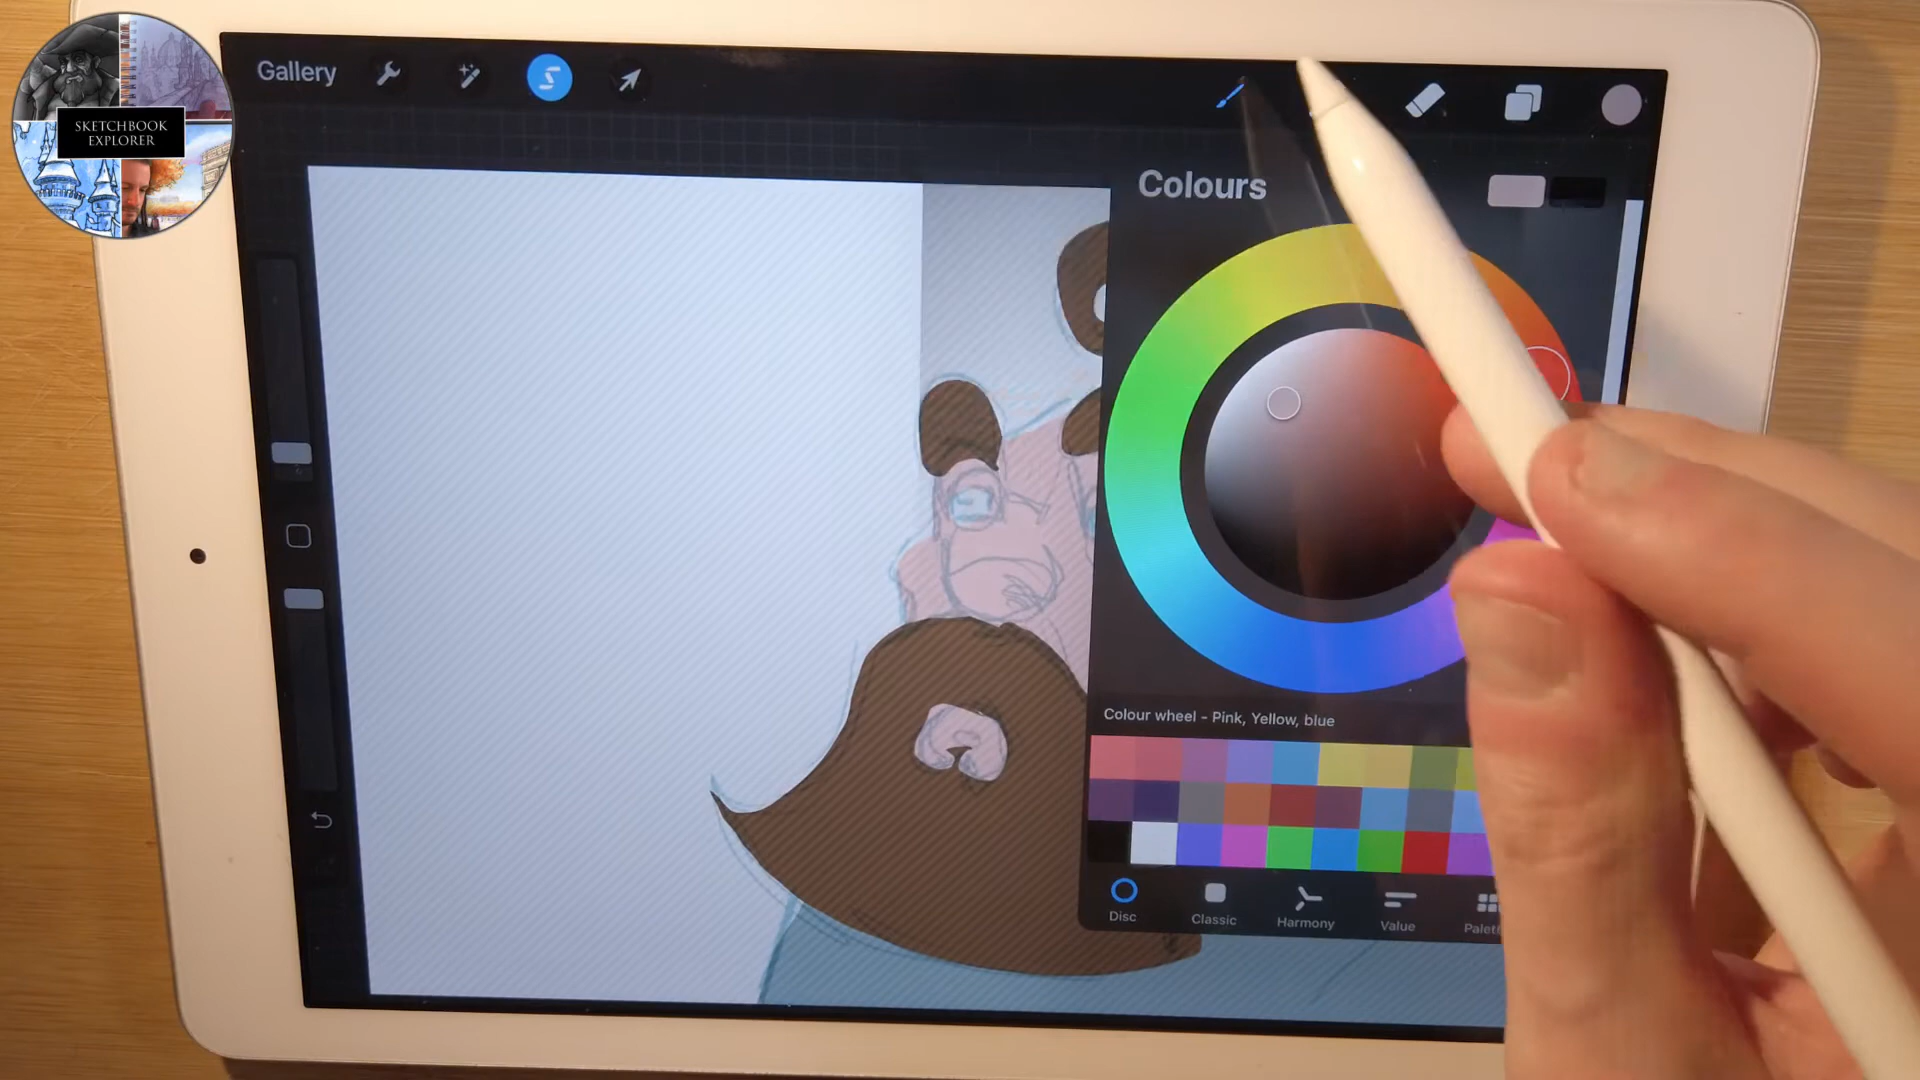 SKETCHBOOK
EXPLORER
Gallery
Colours
Colour wheel - Pink, Yellow, blue
Disc
Classic
Harmony
Value